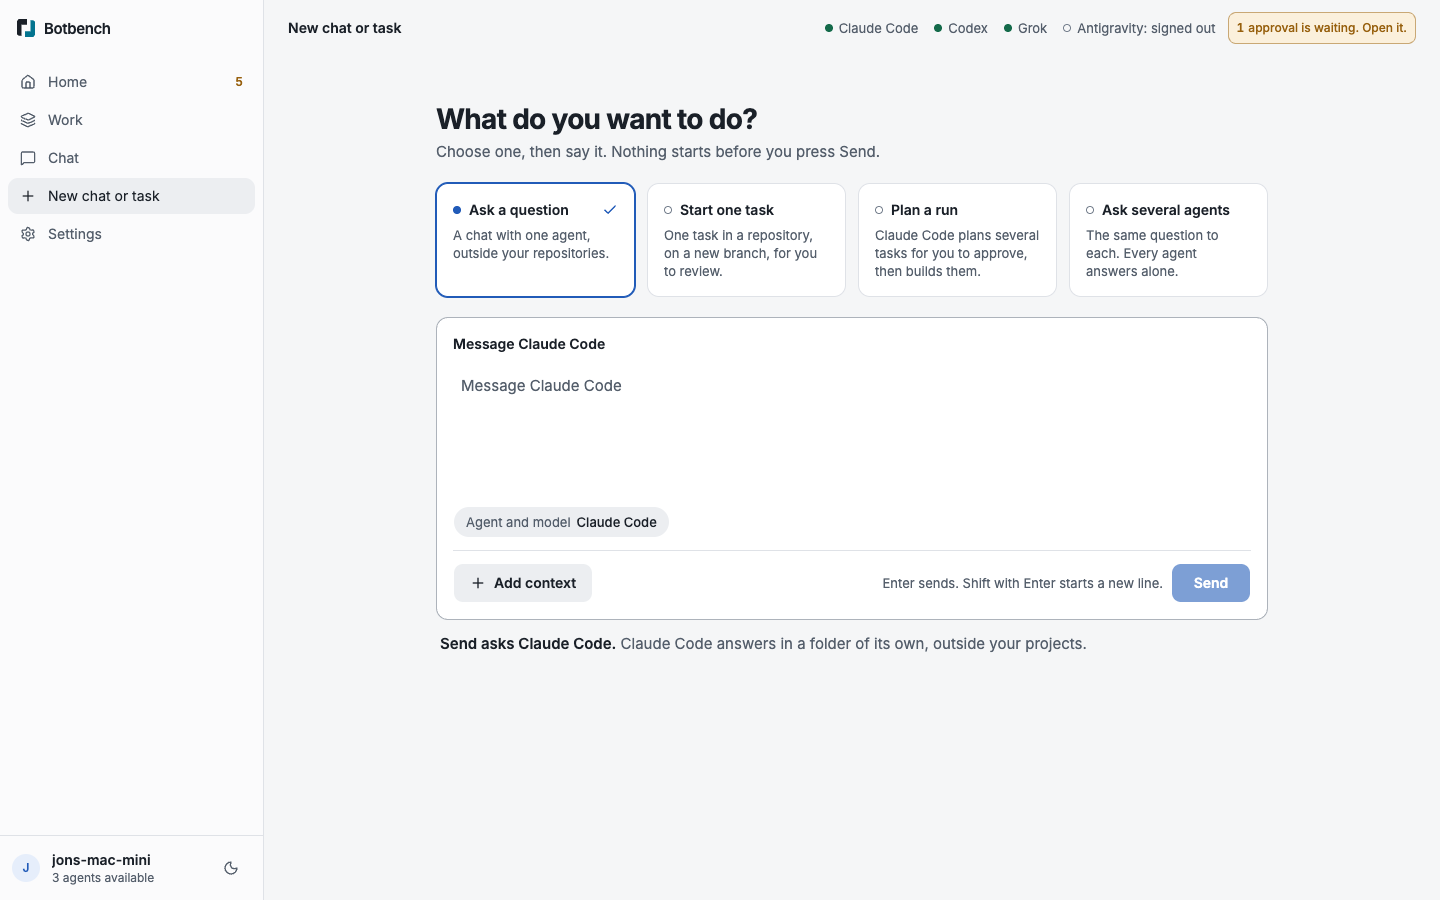 Botbench
Home 5
Work
Chat
New chat or task
Settings
jons-mac-mini
J
3 agents available
New chat or task
Claude Code
Codex
Grok
Antigravity: signed out
1 approval is waiting. Open it.
What do you want to do?
Choose one, then say it. Nothing starts before you press Send.
Ask a question
A chat with one agent,
outside your repositories.
Start one task
One task in a repository,
on a new branch, for you
to review.
Plan a run
Claude Code plans several
tasks for you to approve,
then builds them.
Ask several agents
The same question to
each. Every agent
answers alone.
Message Claude Code
Message Claude Code
Agent and model Claude Code
Add context
Enter sends. Shift with Enter starts a new line.
Send
Send asks Claude Code. Claude Code answers in a folder of its own, outside your projects.